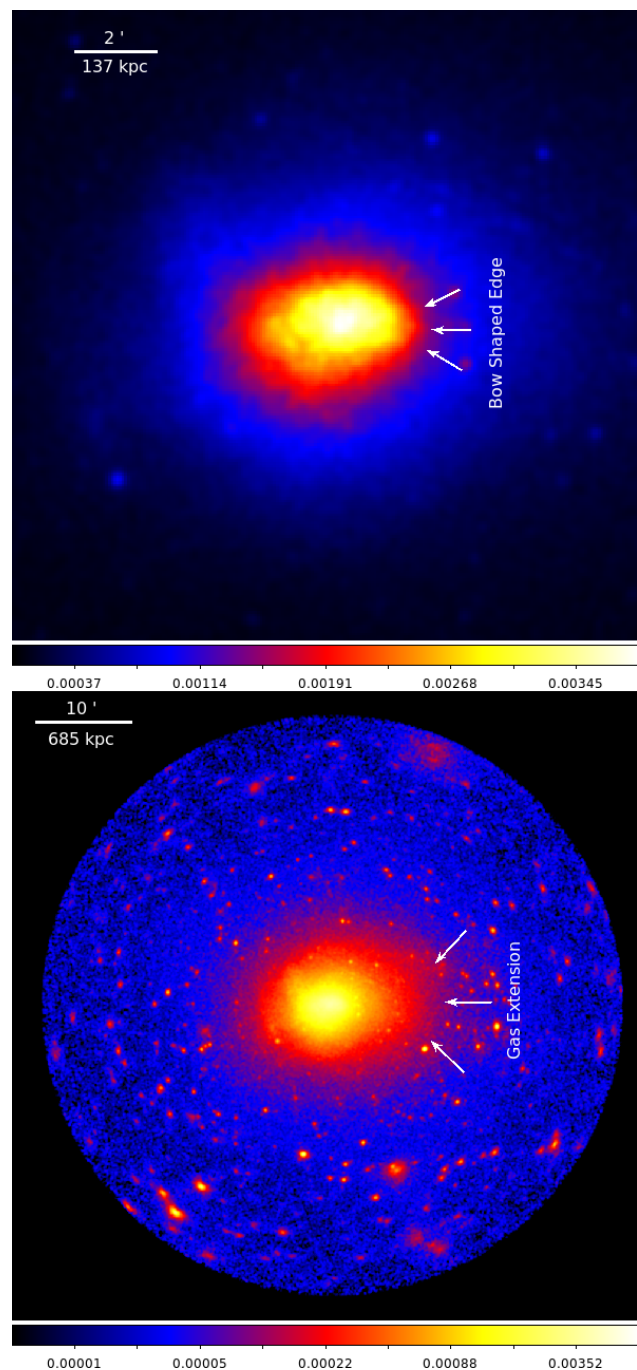 2 '
137 kpc
Bow Shaped Edge
0.00037 0.00114 0.00191 0.00268 0.00345
10 '
685 kpc
Gas Extension
0.00001 0.00005 0.00022 0.00088 0.00352